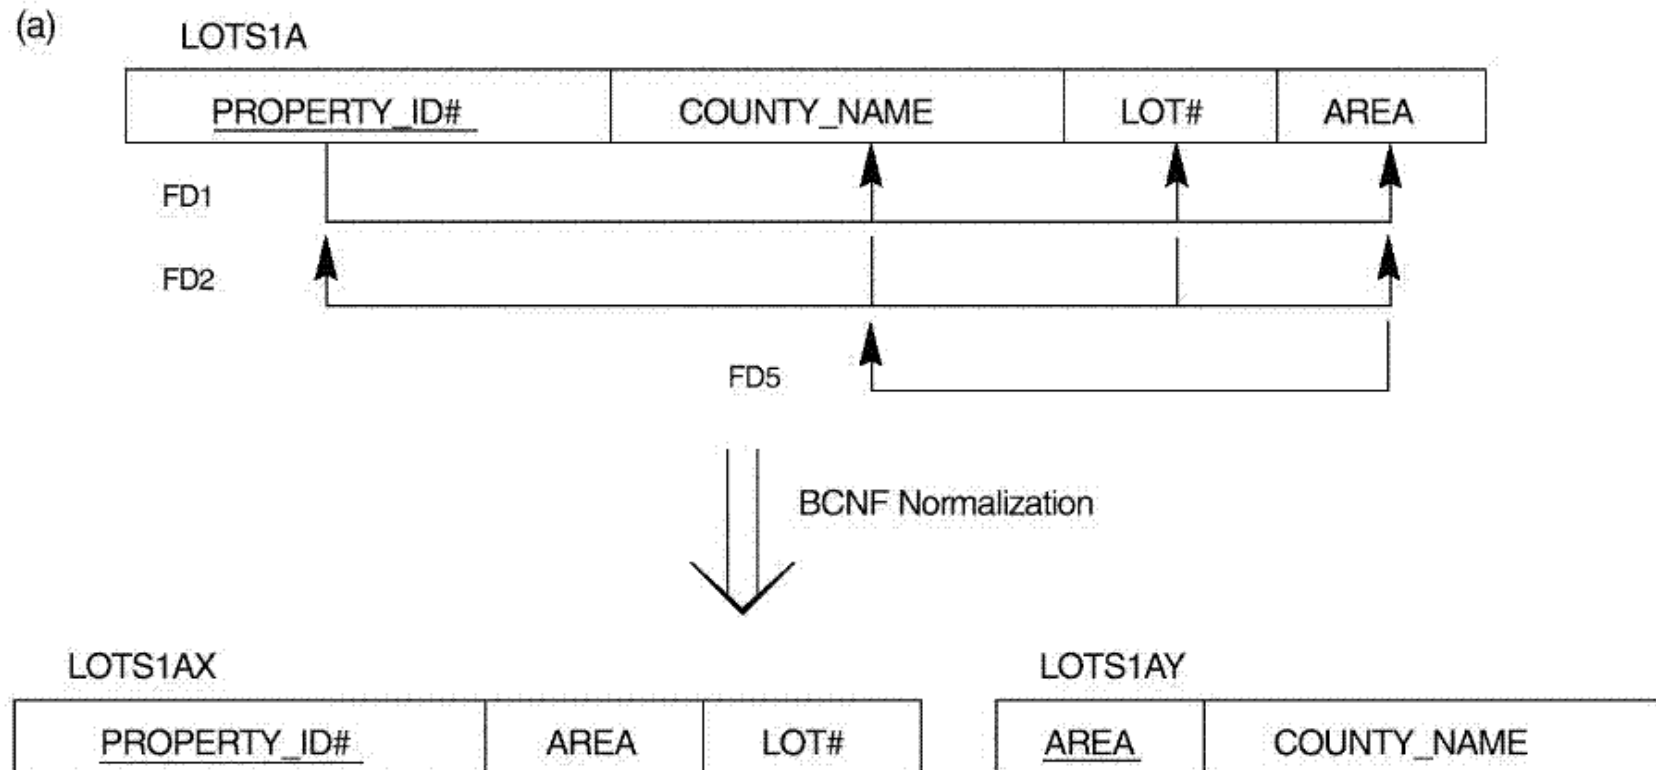 (a)
LOTS1A
PROPERTY_ID# COUNTY_NAME LOT# AREA
FD1
FD2
FD5
BCNF Normalization
LOTS1AX LOTS1AY
PROPERTY_ID# AREA LOT# AREA COUNTY_NAME